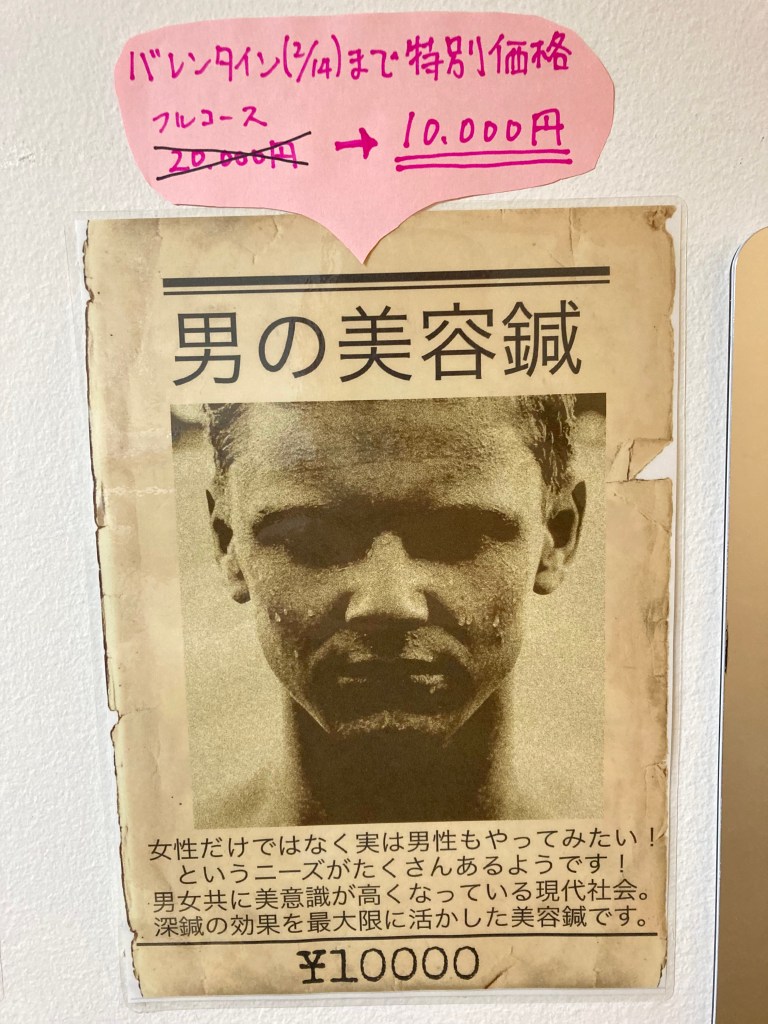 バレンタイン(2/14)まで特別価格
フルコース
20.000円 → 10.000円
男の美容鍼
女性だけではなく実は男性もやってみたい！
というニーズがたくさんあるようです！
男女共に美意識が高くなっている現代社会。
深鍼の効果を最大限に活かした美容鍼です。
¥10000